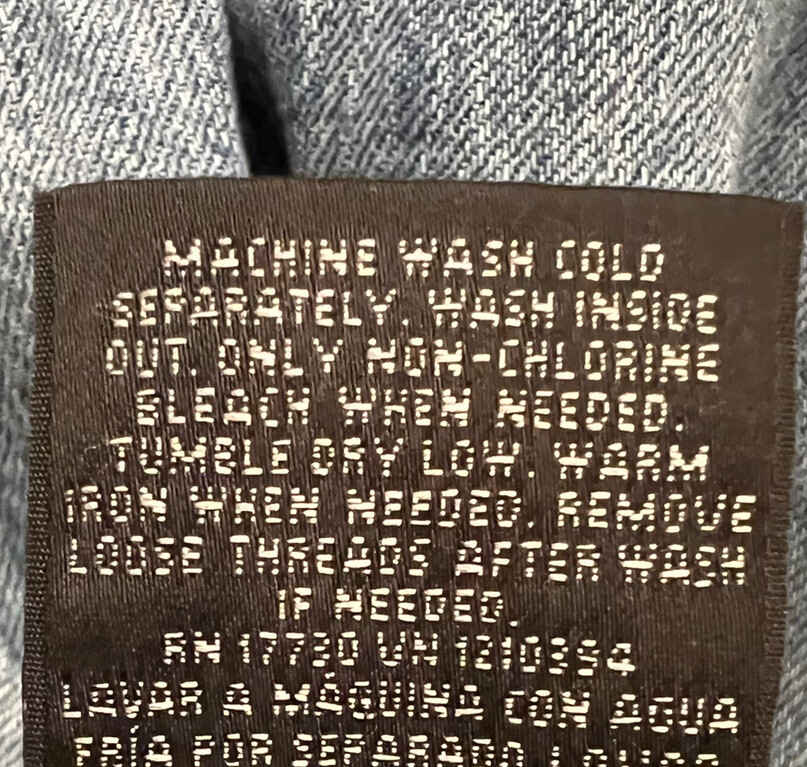 MACHINE WASH COLD
SEPARATELY. WASH INSIDE
OUT. ONLY NON-CHLORINE
BLEACH WHEN NEEDED.
TUMBLE DRY LOW. WARM
IRON WHEN NEEDED. REMOVE
LOOSE THREADS AFTER WASH
IF NEEDED.
RN 17730 VN 1210394
LAVAR A MÁQUINA CON AGUA
FRÍA POR SEPARADO